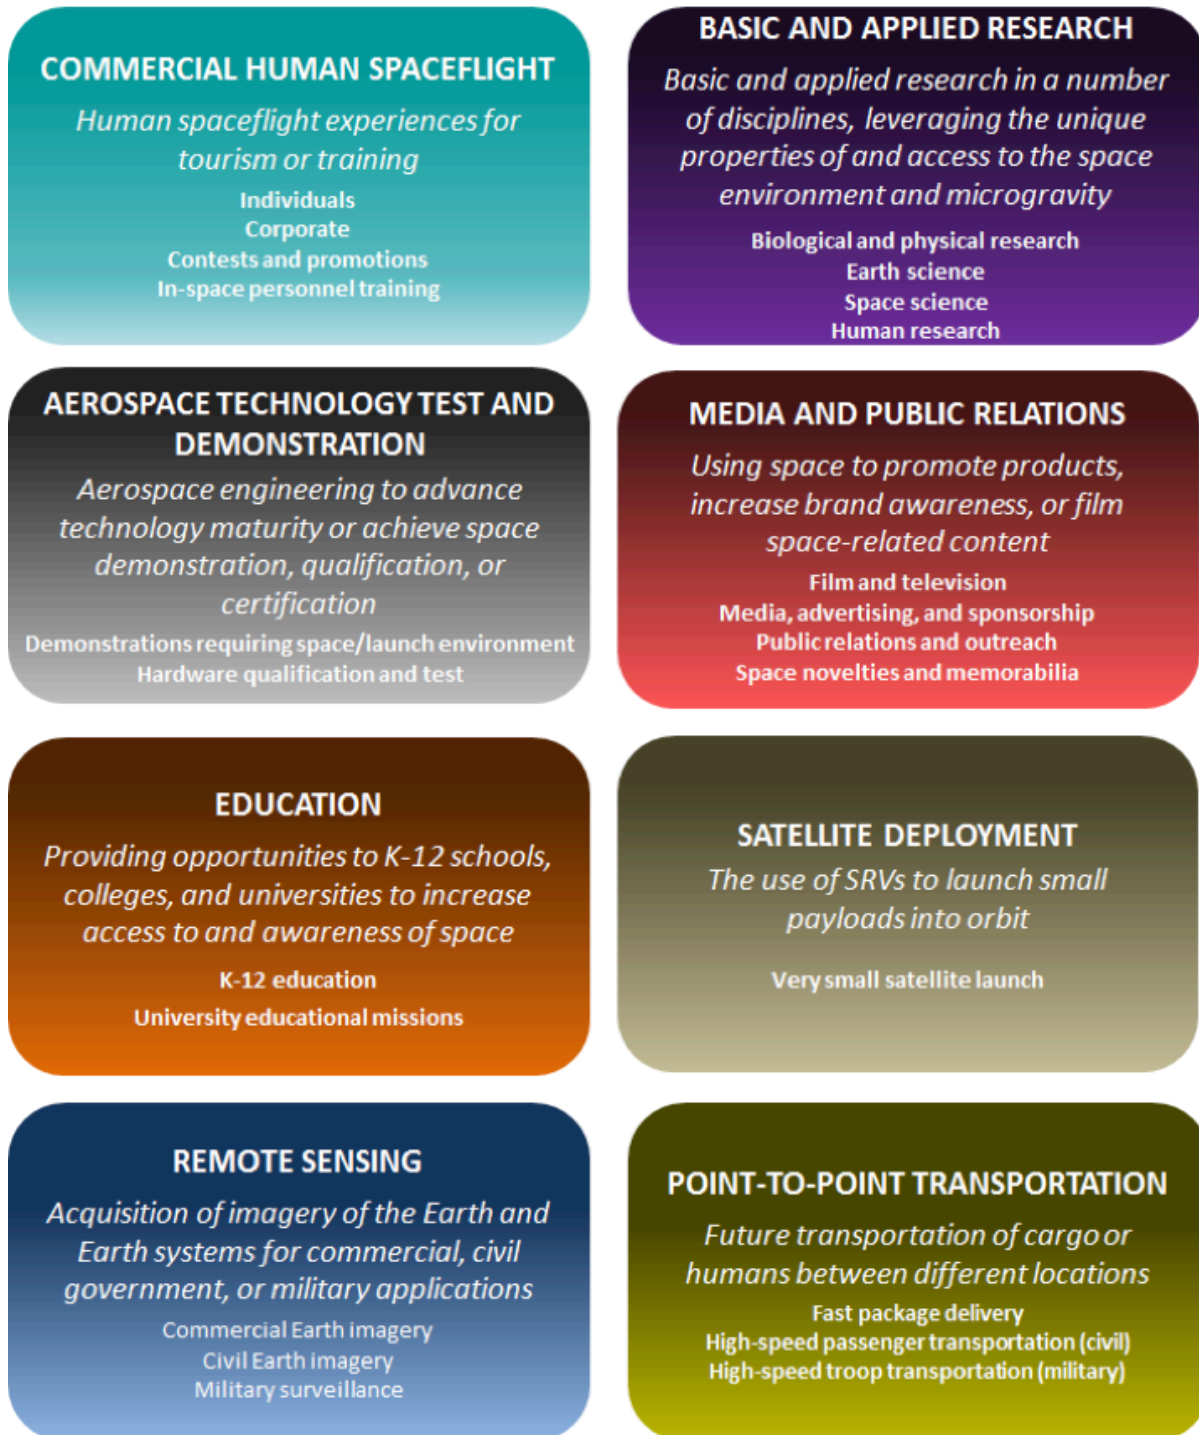 COMMERCIAL HUMAN SPACEFLIGHT
Human spaceflight experiences for
tourism or training
Individuals
Corporate
Contests and promotions
In-space personnel training
BASIC AND APPLIED RESEARCH
Basic and applied research in a number
of disciplines, leveraging the unique
properties of and access to the space
environment and microgravity
Biological and physical research
Earth science
Space science
Human research
AEROSPACE TECHNOLOGY TEST AND
DEMONSTRATION
Aerospace engineering to advance
technology maturity or achieve space
demonstration, qualification, or
certification
Demonstrations requiring space/launch environment
Hardware qualification and test
MEDIA AND PUBLIC RELATIONS
Using space to promote products,
increase brand awareness, or film
space-related content
Film and television
Media, advertising, and sponsorship
Public relations and outreach
Space novelties and memorabilia
EDUCATION
Providing opportunities to K-12 schools,
colleges, and universities to increase
access to and awareness of space
K-12 education
University educational missions
SATELLITE DEPLOYMENT
The use of SRVs to launch small
payloads into orbit
Very small satellite launch
REMOTE SENSING
Acquisition of imagery of the Earth and
Earth systems for commercial, civil
government, or military applications
Commercial Earth imagery
Civil Earth imagery
Military surveillance
POINT-TO-POINT TRANSPORTATION
Future transportation of cargo or
humans between different locations
Fast package delivery
High-speed passenger transportation (civil)
High-speed troop transportation (military)